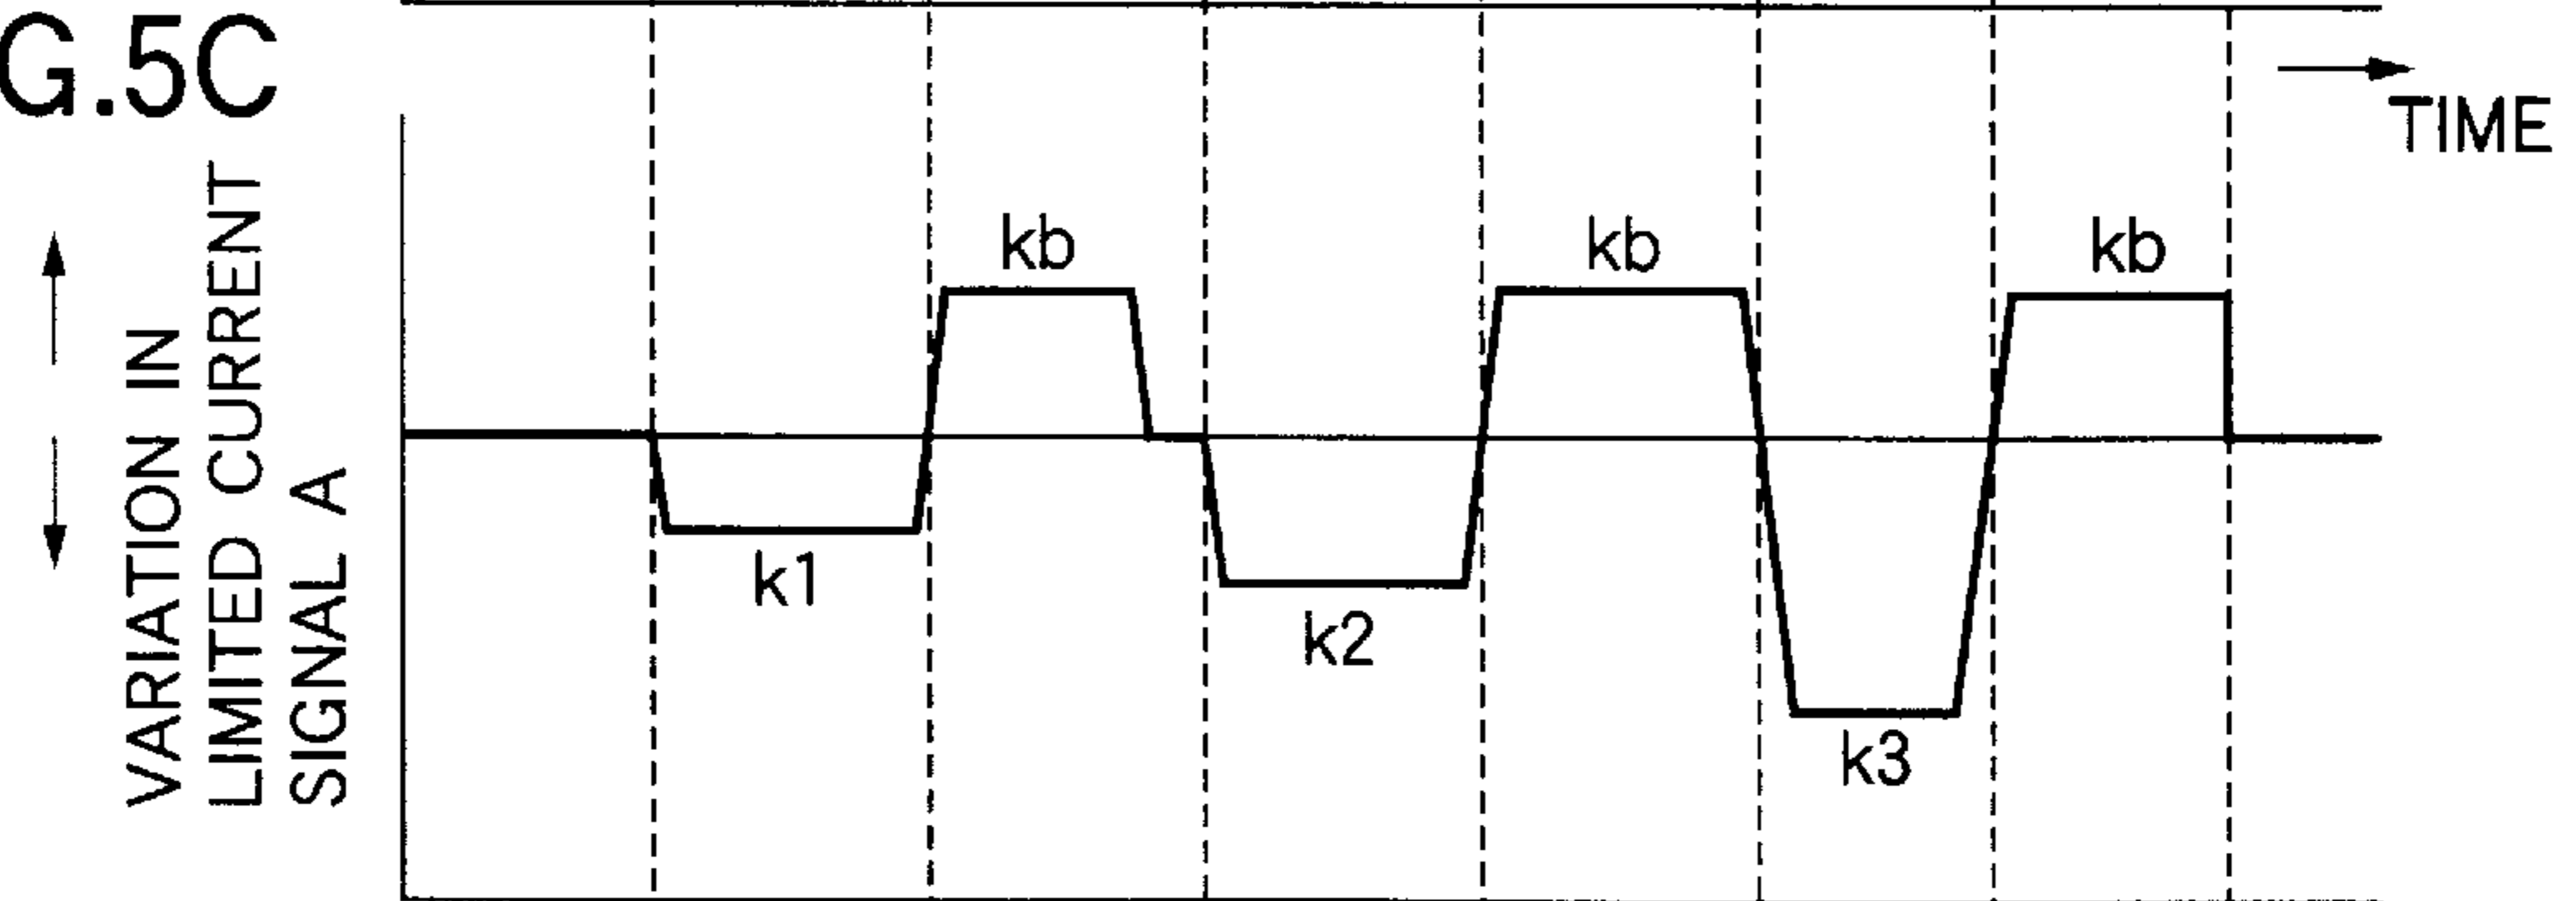 G.5C
TIME
VARIATION IN
LIMITED CURRENT
SIGNAL A
kb
kb
kb
k1
k2
k3